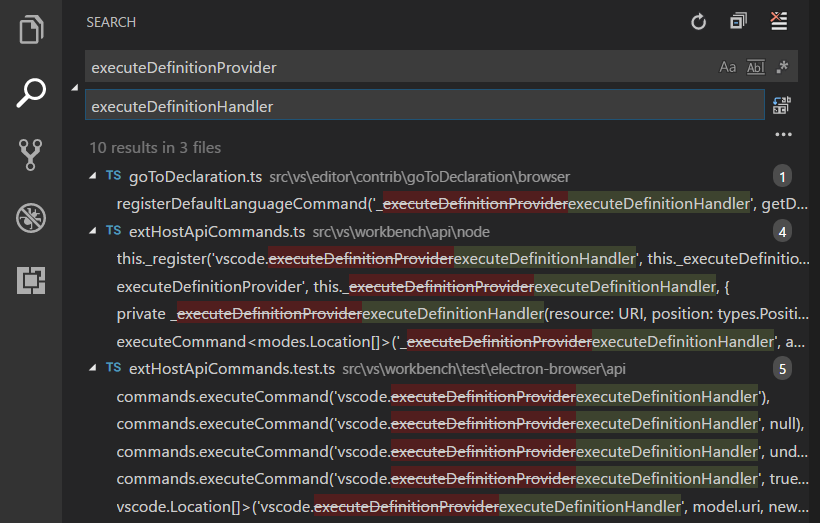 SEARCH
executeDefinitionProvider Aa Abl .*
executeDefinitionHandler
...
10 results in 3 files
TS goToDeclaration.ts src\vs\editor\contrib\goToDeclaration\browser 1
registerDefaultLanguageCommand('_executeDefinitionProviderexecuteDefinitionHandler', getD...
TS extHostApiCommands.ts src\vs\workbench\api\node 4
this._register('vscode.executeDefinitionProviderexecuteDefinitionHandler', this._executeDefinitio...
executeDefinitionProvider', this._executeDefinitionProviderexecuteDefinitionHandler, {
private _executeDefinitionProviderexecuteDefinitionHandler(resource: URI, position: types.Positi...
executeCommand<modes.Location[]>('_executeDefinitionProviderexecuteDefinitionHandler', a...
TS extHostApiCommands.test.ts src\vs\workbench\test\electron-browser\api 5
commands.executeCommand('vscode.executeDefinitionProviderexecuteDefinitionHandler'),
commands.executeCommand('vscode.executeDefinitionProviderexecuteDefinitionHandler', null),
commands.executeCommand('vscode.executeDefinitionProviderexecuteDefinitionHandler', und...
commands.executeCommand('vscode.executeDefinitionProviderexecuteDefinitionHandler', true...
vscode.Location[]>('vscode.executeDefinitionProviderexecuteDefinitionHandler', model.uri, new...